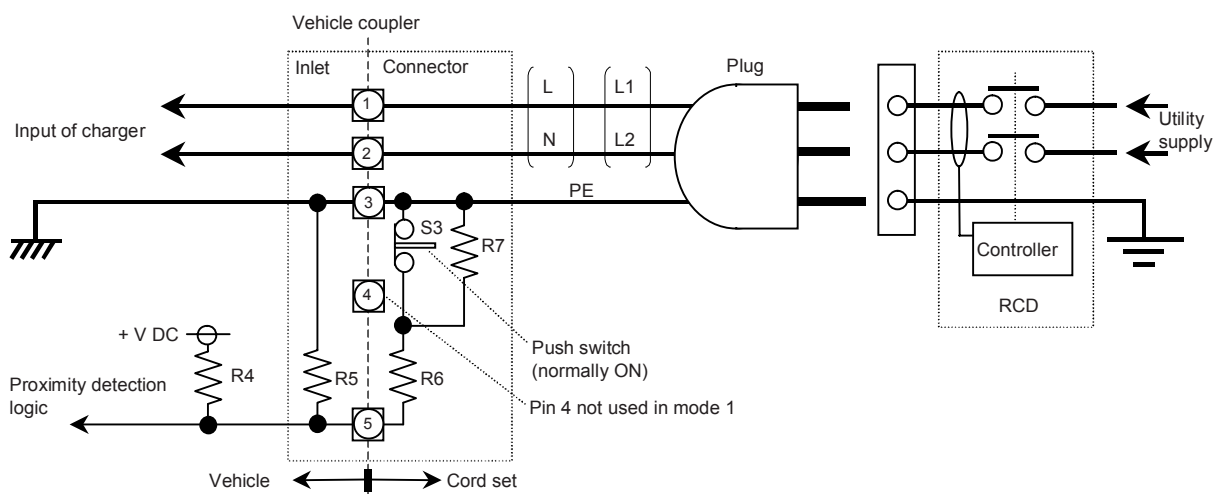 Vehicle coupler
Inlet
Connector
Plug
L
L1
1
Input of charger
Utility
supply
N
L2
2
PE
3
S3
R7
Controller
4
RCD
+ V DC
Push switch
(normally ON)
R4
R5
R6
Proximity detection
logic
Pin 4 not used in mode 1
5
Vehicle
Cord set